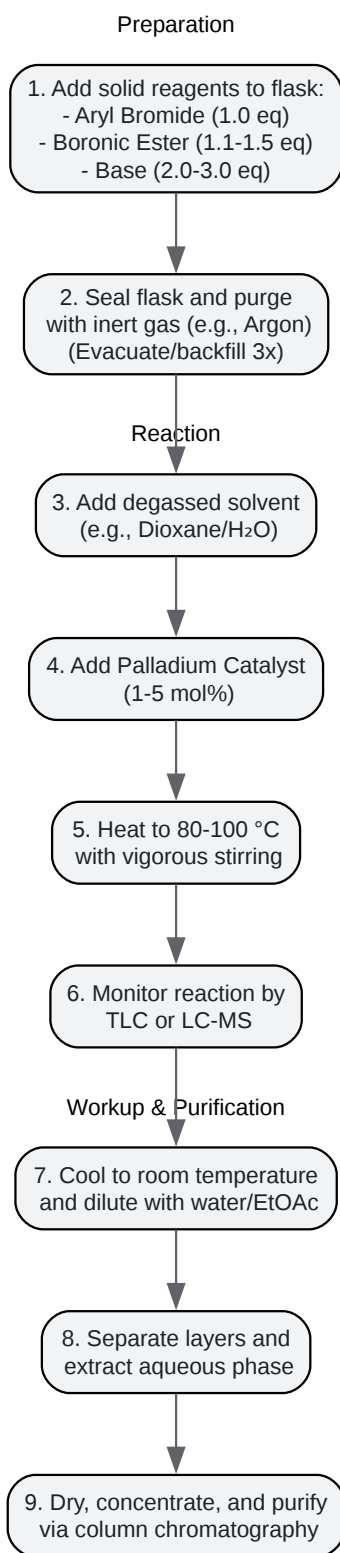 Preparation
1. Add solid reagents to flask:
- Aryl Bromide (1.0 eq)
- Boronic Ester (1.1-1.5 eq)
- Base (2.0-3.0 eq)
2. Seal flask and purge
with inert gas (e.g., Argon)
(Evacuate/backfill 3x)
Reaction
3. Add degassed solvent
(e.g., Dioxane/H₂O)
4. Add Palladium Catalyst
(1-5 mol%)
5. Heat to 80-100 °C
with vigorous stirring
6. Monitor reaction by
TLC or LC-MS
Workup & Purification
7. Cool to room temperature
and dilute with water/EtOAc
8. Separate layers and
extract aqueous phase
9. Dry, concentrate, and purify
via column chromatography